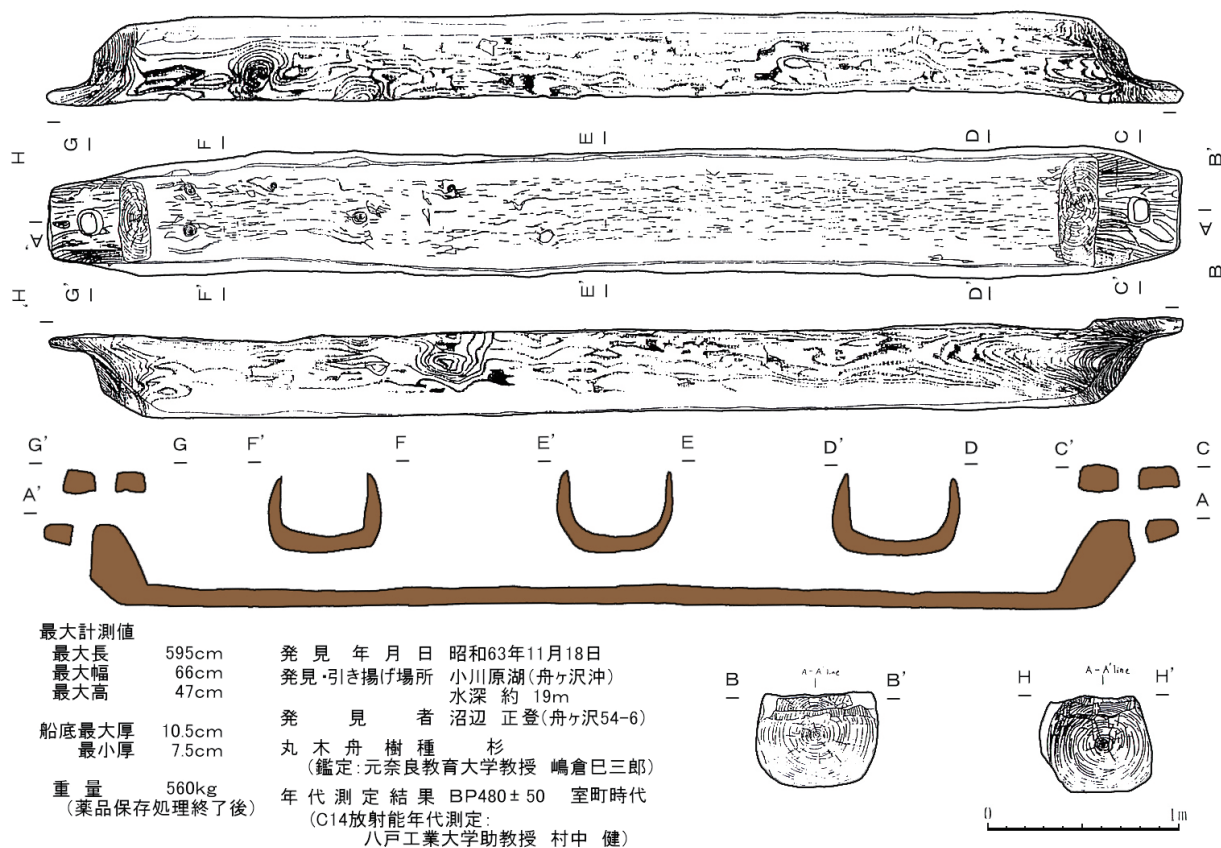 G F E D C
H B'
A' A
H' B
G' F' E' D' C'
G' G F' F E' E D' D C' C
A' A
最大計測値
最大長 595cm
最大幅 66cm
最大高 47cm
船底最大厚 10.5cm
最小厚 7.5cm
重量 560kg
(薬品保存処理終了後)
発見年月日 昭和63年11月18日
発見・引き揚げ場所 小川原湖(舟ヶ沢沖)
水深 約 19m
発見者 沼辺 正登(舟ヶ沢54-6)
丸木舟樹種 杉
(鑑定:元奈良教育大学教授 嶋倉巳三郎)
年代測定結果 BP480±50 室町時代
(C14放射能年代測定:
八戸工業大学助教授 村中 健)
B A-A'line B'
H A-A'line H'
0 1m